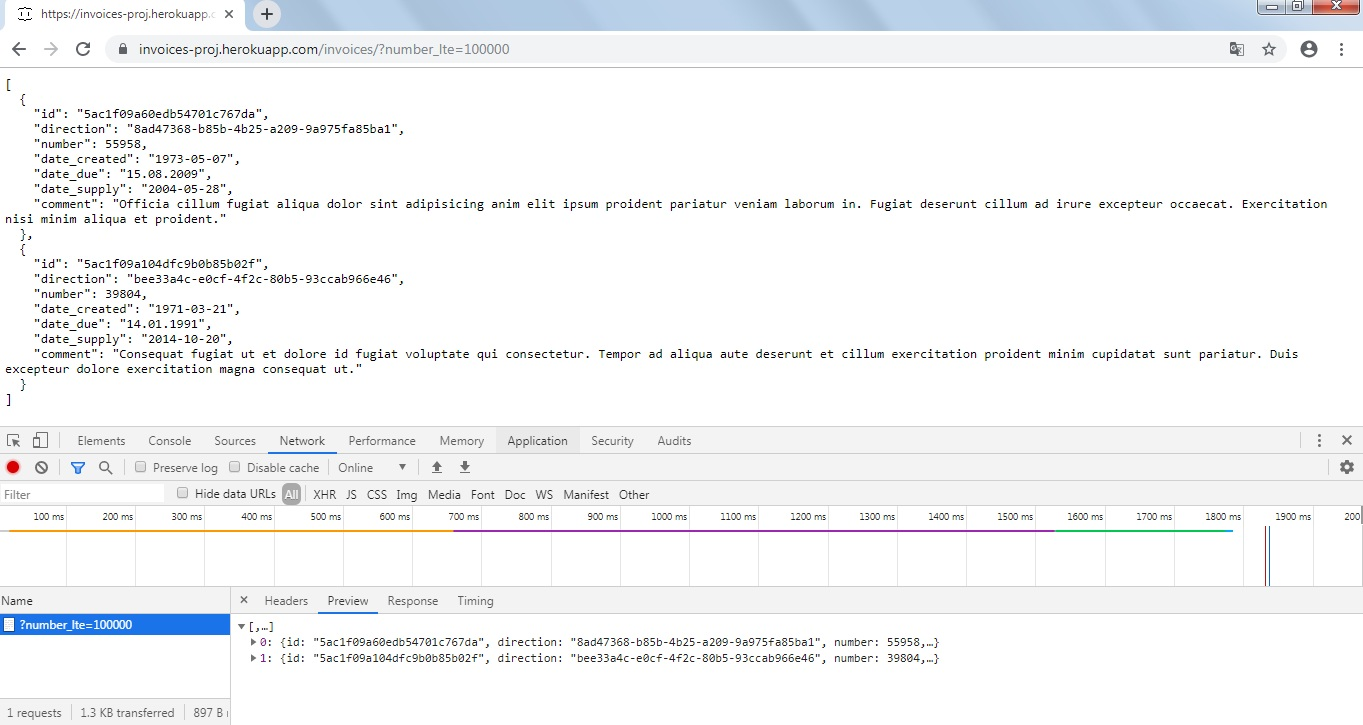 https://invoices-proj.herokuapp.c
invoices-proj.herokuapp.com/invoices/?number_lte=100000
[
  {
    "id": "5ac1f09a60edb54701c767da",
    "direction": "8ad47368-b85b-4b25-a209-9a975fa85ba1",
    "number": 55958,
    "date_created": "1973-05-07",
    "date_due": "15.08.2009",
    "date_supply": "2004-05-28",
    "comment": "Officia cillum fugiat aliqua dolor sint adipisicing anim elit ipsum proident pariatur veniam laborum in. Fugiat deserunt cillum ad irure excepteur occaecat. Exercitation
nisi minim aliqua et proident."
  },
  {
    "id": "5ac1f09a104dfc9b0b85b02f",
    "direction": "bee33a4c-e0cf-4f2c-80b5-93ccab966e46",
    "number": 39804,
    "date_created": "1971-03-21",
    "date_due": "14.01.1991",
    "date_supply": "2014-10-20",
    "comment": "Consequat fugiat ut et dolore id fugiat voluptate qui consectetur. Tempor ad aliqua aute deserunt et cillum exercitation proident minim cupidatat sunt pariatur. Duis
excepteur dolore exercitation magna consequat ut."
  }
]
Elements Console Sources Network Performance Memory Application Security Audits
Preserve log Disable cache Online
Filter Hide data URLs All XHR JS CSS Img Media Font Doc WS Manifest Other
100 ms 200 ms 300 ms 400 ms 500 ms 600 ms 700 ms 800 ms 900 ms 1000 ms 1100 ms 1200 ms 1300 ms 1400 ms 1500 ms 1600 ms 1700 ms 1800 ms 1900 ms 200
Name Headers Preview Response Timing
?number_lte=100000
[,…]
0: {id: "5ac1f09a60edb54701c767da", direction: "8ad47368-b85b-4b25-a209-9a975fa85ba1", number: 55958,…}
1: {id: "5ac1f09a104dfc9b0b85b02f", direction: "bee33a4c-e0cf-4f2c-80b5-93ccab966e46", number: 39804,…}
1 requests 1.3 KB transferred 897 B